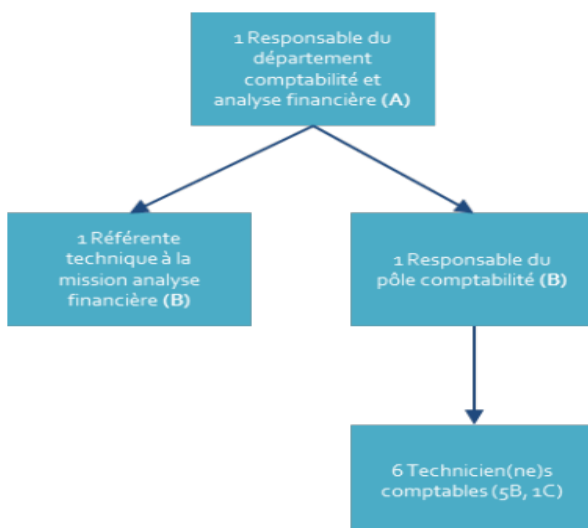 1 Responsable du
département
comptabilité et
analyse financière (A)
1 Référente
technique à la
mission analyse
financière (B)
1 Responsable du
pôle comptabilité (B)
6 Technicien(ne)s
comptables (5B, 1C)